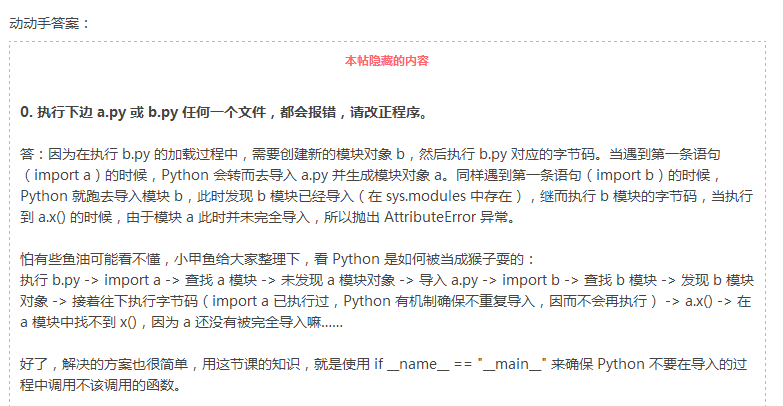 动动手答案：
本帖隐藏的内容
0. 执行下边 a.py 或 b.py 任何一个文件，都会报错，请改正程序。
答：因为在执行 b.py 的加载过程中，需要创建新的模块对象 b，然后执行 b.py 对应的字节码。当遇到第一条语句
（import a）的时候，Python 会转而去导入 a.py 并生成模块对象 a。同样遇到第一条语句（import b）的时候，
Python 就跑去导入模块 b，此时发现 b 模块已经导入（在 sys.modules 中存在），继而执行 b 模块的字节码，当执行
到 a.x() 的时候，由于模块 a 此时并未完全导入，所以抛出 AttributeError 异常。
怕有些鱼油可能看不懂，小甲鱼给大家整理下，看 Python 是如何被当成猴子耍的：
执行 b.py -> import a -> 查找 a 模块 -> 未发现 a 模块对象 -> 导入 a.py -> import b -> 查找 b 模块 -> 发现 b 模块
对象 -> 接着往下执行字节码（import a 已执行过，Python 有机制确保不重复导入，因而不会再执行） -> a.x() -> 在
a 模块中找不到 x()，因为 a 还没有被完全导入嘛……
好了，解决的方案也很简单，用这节课的知识，就是使用 if __name__ == "__main__" 来确保 Python 不要在导入的过
程中调用不该调用的函数。